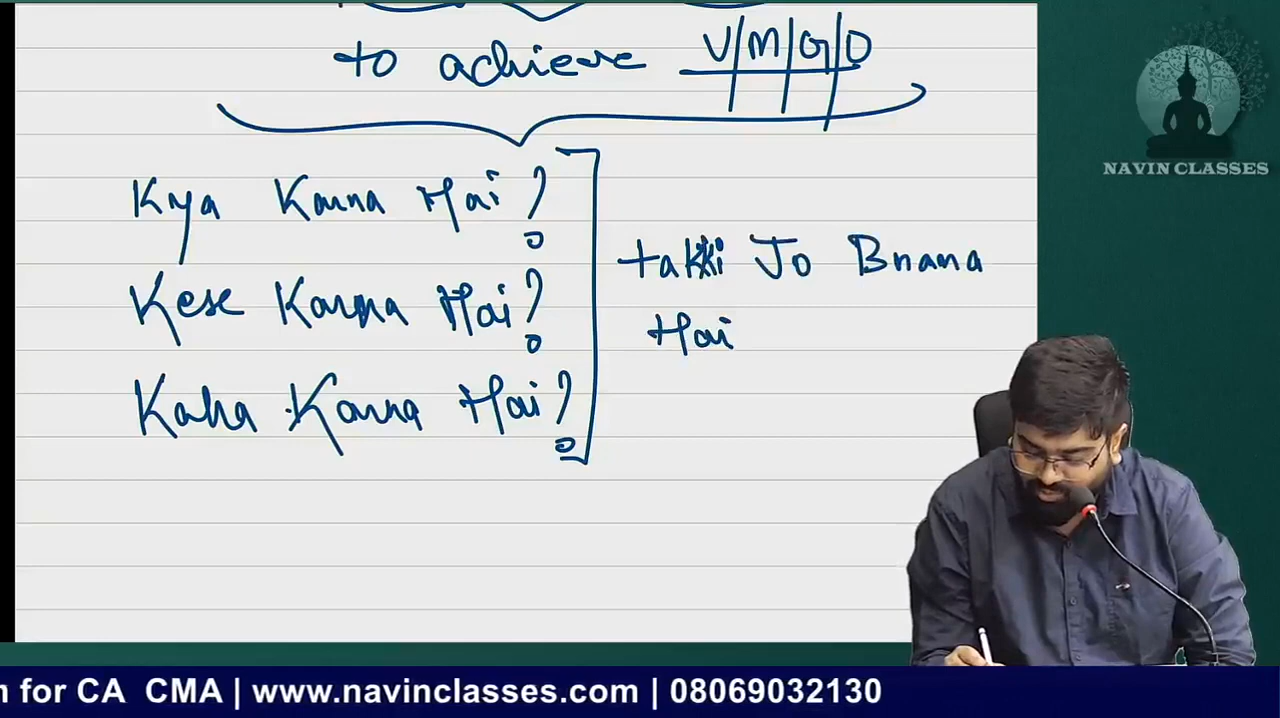 to achieve V/M/G/O
Kya Karna Hai?
Kese Karna Hai?
Kaha Karna Hai?
takki Jo Bnana
Hai
NAVIN CLASSES
n for CA CMA | www.navinclasses.com | 08069032130